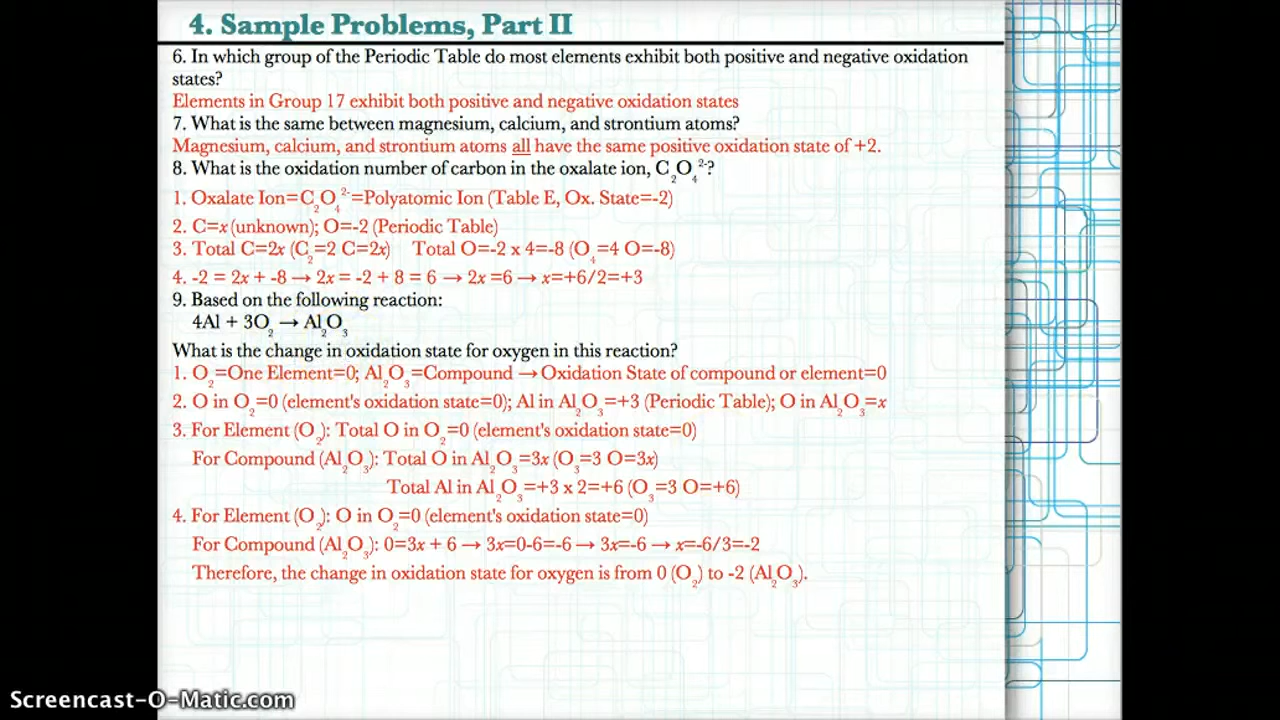 4. Sample Problems, Part II
6. In which group of the Periodic Table do most elements exhibit both positive and negative oxidation
states?
Elements in Group 17 exhibit both positive and negative oxidation states
7. What is the same between magnesium, calcium, and strontium atoms?
Magnesium, calcium, and strontium atoms all have the same positive oxidation state of +2.
8. What is the oxidation number of carbon in the oxalate ion, C₂O₄²⁻?
1. Oxalate Ion=C₂O₄²⁻=Polyatomic Ion (Table E, Ox. State=-2)
2. C=x (unknown); O=-2 (Periodic Table)
3. Total C=2x (C₂=2 C=2x) Total O=-2 x 4=-8 (O₄=4 O=-8)
4. -2 = 2x + -8 → 2x = -2 + 8 = 6 → 2x =6 → x=+6/2=+3
9. Based on the following reaction:
4Al + 3O₂ → Al₂O₃
What is the change in oxidation state for oxygen in this reaction?
1. O₂=One Element=0; Al₂O₃=Compound → Oxidation State of compound or element=0
2. O in O₂=0 (element's oxidation state=0); Al in Al₂O₃=+3 (Periodic Table); O in Al₂O₃=x
3. For Element (O₂): Total O in O₂=0 (element's oxidation state=0)
For Compound (Al₂O₃): Total O in Al₂O₃=3x (O₃=3 O=3x)
Total Al in Al₂O₃=+3 x 2=+6 (O₃=3 O=+6)
4. For Element (O₂): O in O₂=0 (element's oxidation state=0)
For Compound (Al₂O₃): 0=3x + 6 → 3x=0-6=-6 → 3x=-6 → x=-6/3=-2
Therefore, the change in oxidation state for oxygen is from 0 (O₂) to -2 (Al₂O₃).
Screencast-O-Matic.com